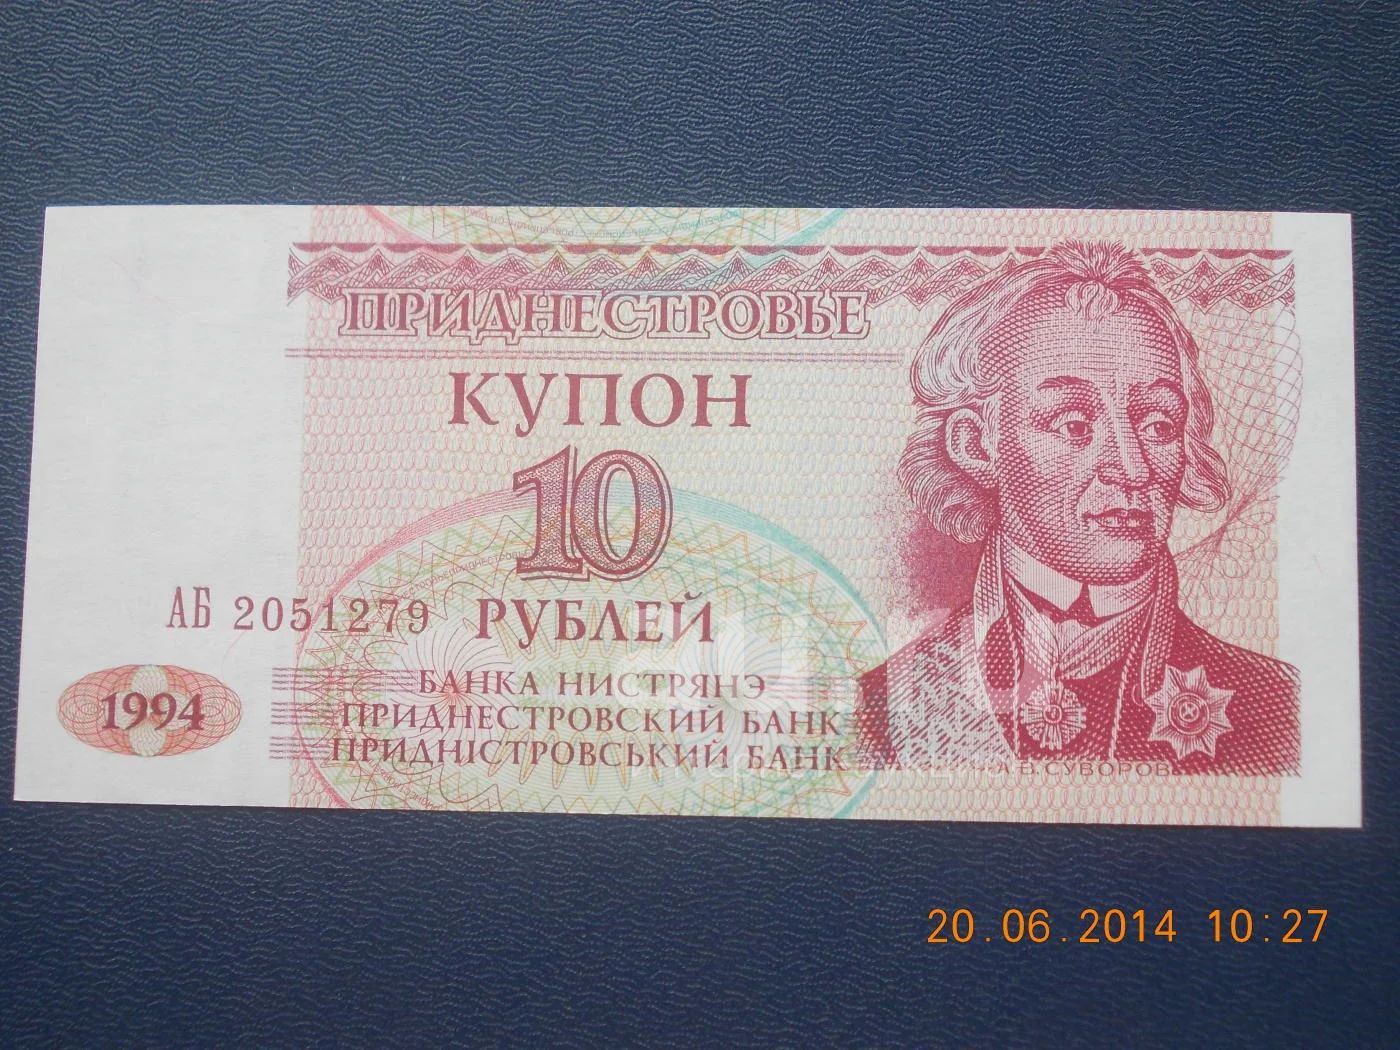 ПРИДНЕСТРОВЬЕ
КУПОН
10
РУБЛЕЙ
АБ 2051279
1994
БАНКА НИСТРЯНЭ
ПРИДНЕСТРОВСКИЙ БАНК
ПРИДНІСТРОВСЬКИЙ БАНК
А.В.СУВОРОВ
20.06.2014 10:27